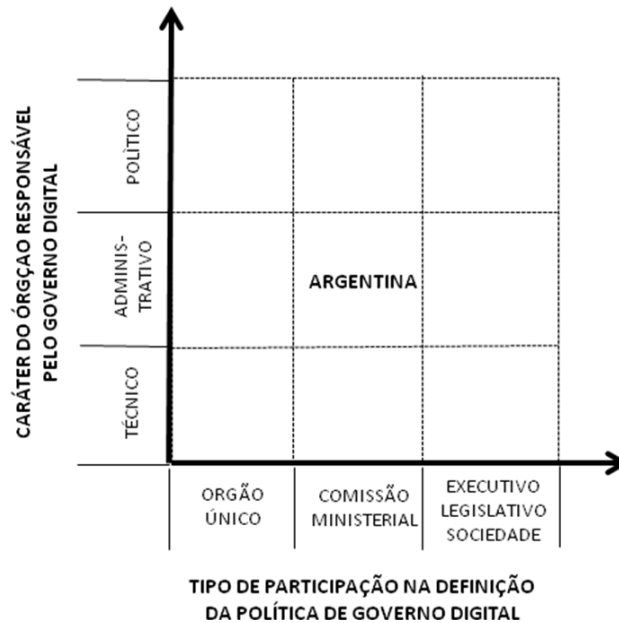 CARÁTER DO ÓRGÇAO RESPONSÁVEL
PELO GOVERNO DIGITAL
POLÌTICO
ADMINIS-
TRATIVO
TÉCNICO
ARGENTINA
ORGÃO
ÚNICO
COMISSÃO
MINISTERIAL
EXECUTIVO
LEGISLATIVO
SOCIEDADE
TIPO DE PARTICIPAÇÃO NA DEFINIÇÃO
DA POLÍTICA DE GOVERNO DIGITAL